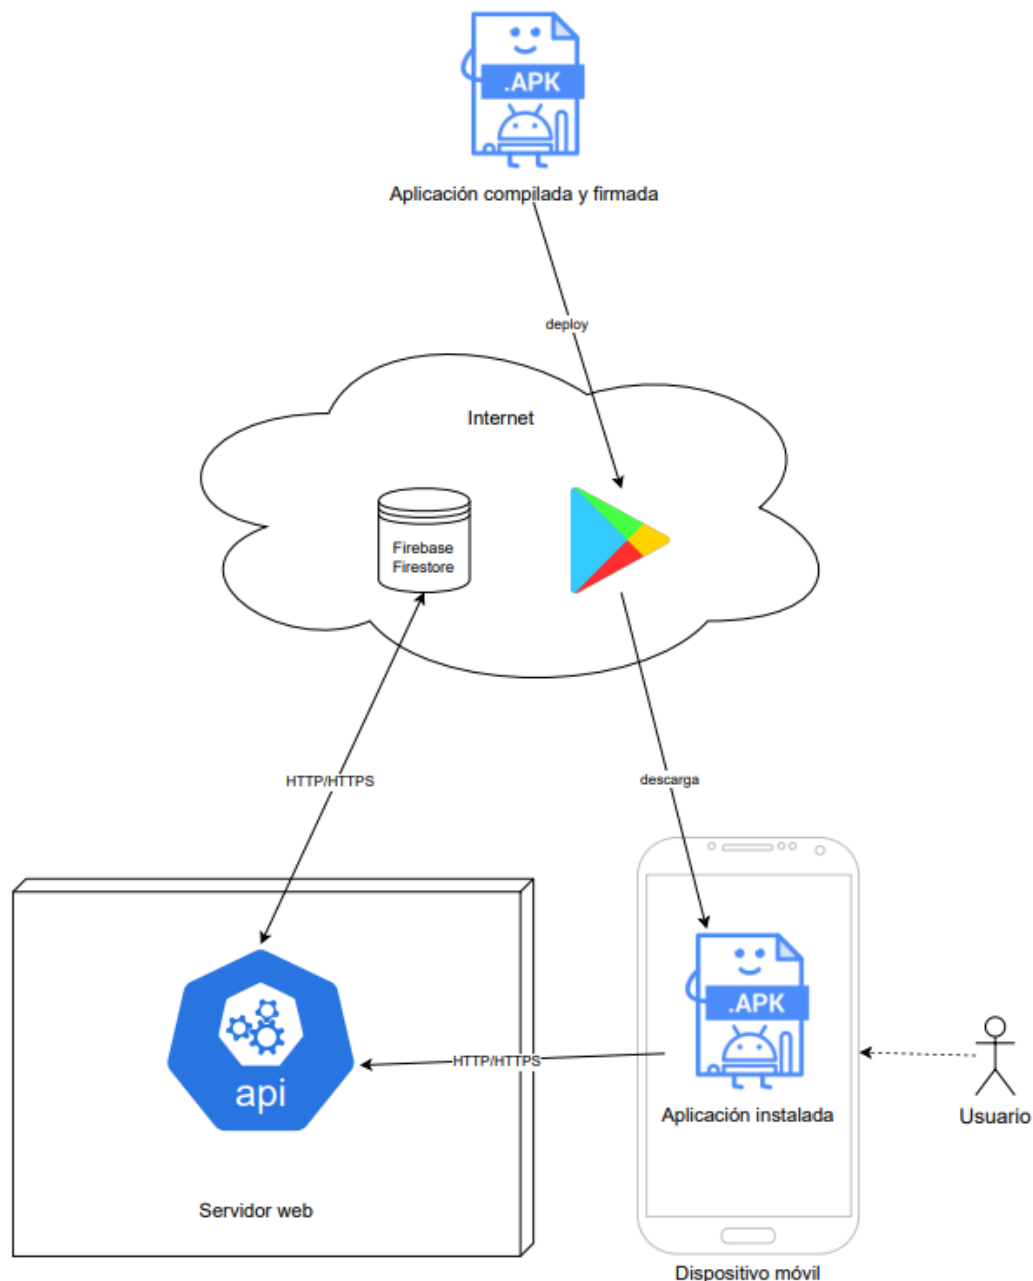 .APK
Aplicación compilada y firmada
deploy
Internet
Firebase
Firestore
HTTP/HTTPS
descarga
.APK
HTTP/HTTPS
api
Aplicación instalada
Usuario
Servidor web
Dispositivo móvil